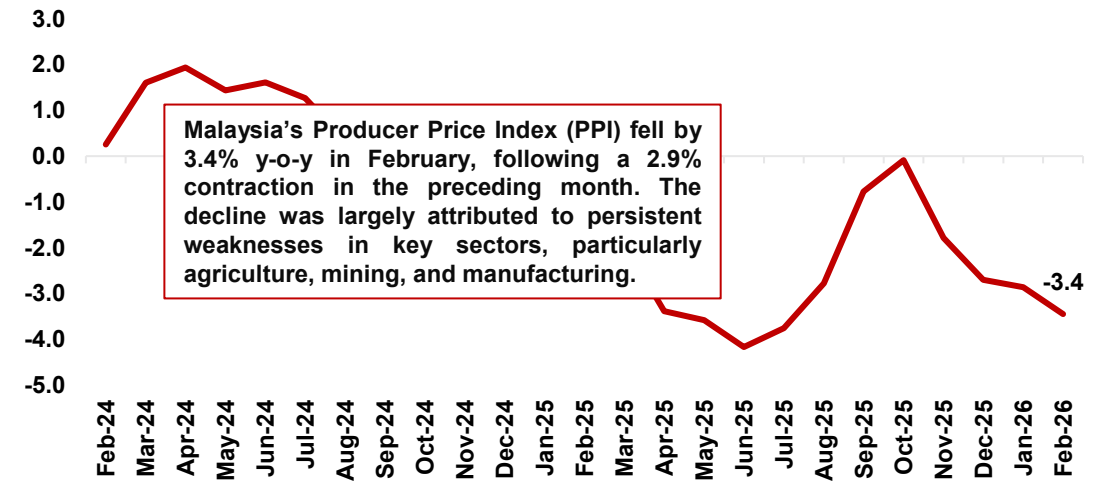 3.0
2.0
1.0
0.0
-1.0
-2.0
-3.0
-4.0
-5.0
Malaysia’s Producer Price Index (PPI) fell by
3.4% y-o-y in February, following a 2.9%
contraction in the preceding month. The
decline was largely attributed to persistent
weaknesses in key sectors, particularly
agriculture, mining, and manufacturing.
-3.4
Feb-24
Mar-24
Apr-24
May-24
Jun-24
Jul-24
Aug-24
Sep-24
Oct-24
Nov-24
Dec-24
Jan-25
Feb-25
Mar-25
Apr-25
May-25
Jun-25
Jul-25
Aug-25
Sep-25
Oct-25
Nov-25
Dec-25
Jan-26
Feb-26